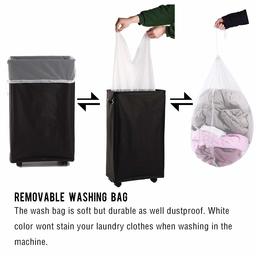 REMOVABLE WASHING BAG
The wash bag is soft but durable as well dustproof. White
color wont stain your laundry clothes when washing in the
machine.